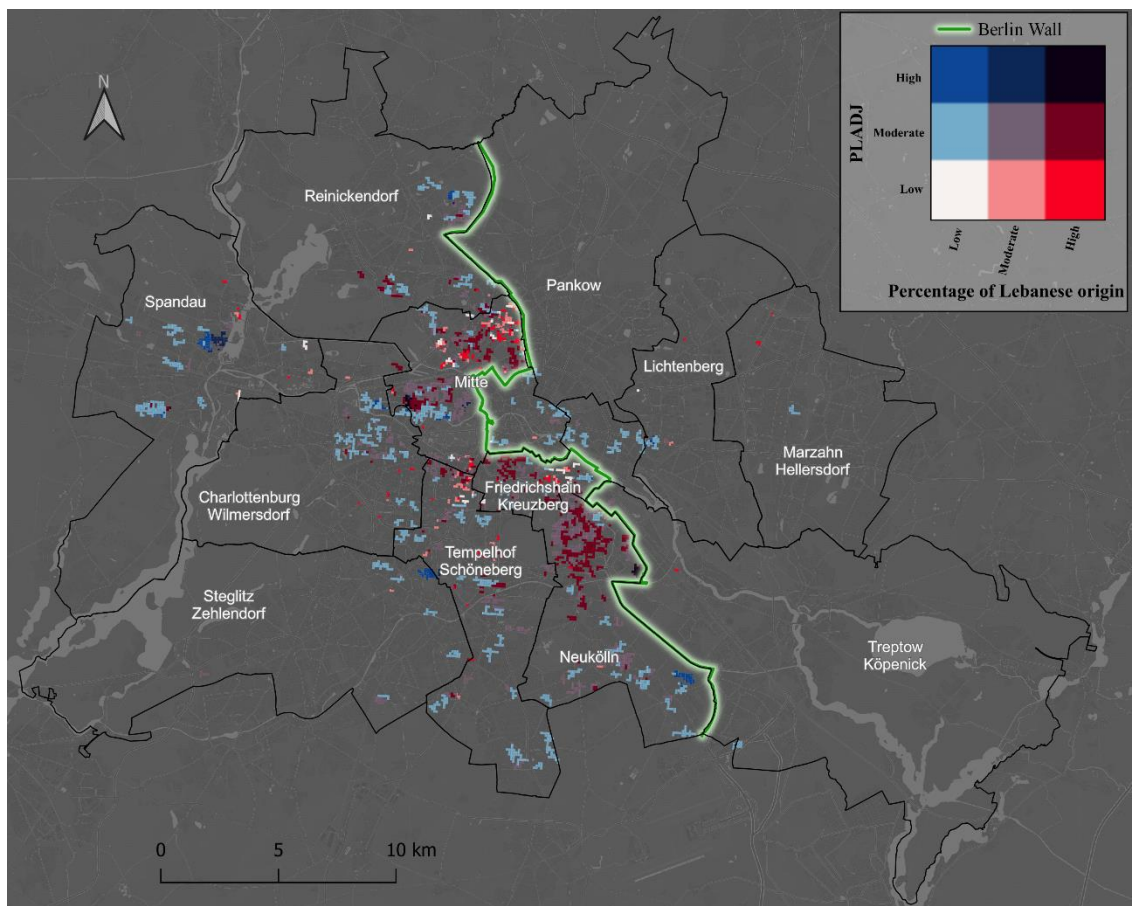 Berlin Wall
High
Moderate
Low
PLADJ
Low
Moderate
High
Percentage of Lebanese origin
N
Reinickendorf
Pankow
Spandau
Lichtenberg
Mitte
Marzahn
Hellersdorf
Charlottenburg
Wilmersdorf
Friedrichshain
Kreuzberg
Tempelhof
Schöneberg
Steglitz
Zehlendorf
Neukölln
Treptow
Köpenick
0 5 10 km